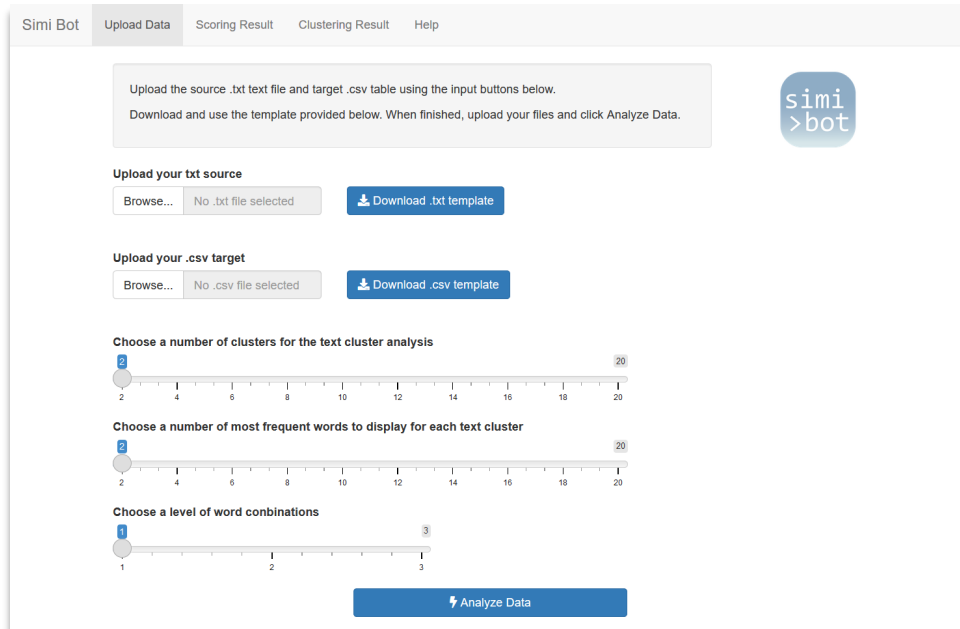 Simi Bot Upload Data Scoring Result Clustering Result Help
Upload the source .txt text file and target .csv table using the input buttons below.
Download and use the template provided below. When finished, upload your files and click Analyze Data.
simi
>bot
Upload your txt source
Browse... No .txt file selected Download .txt template
Upload your .csv target
Browse... No .csv file selected Download .csv template
Choose a number of clusters for the text cluster analysis
2 20
2 4 6 8 10 12 14 16 18 20
Choose a number of most frequent words to display for each text cluster
2 20
2 4 6 8 10 12 14 16 18 20
Choose a level of word conbinations
1 3
1 2 3
Analyze Data